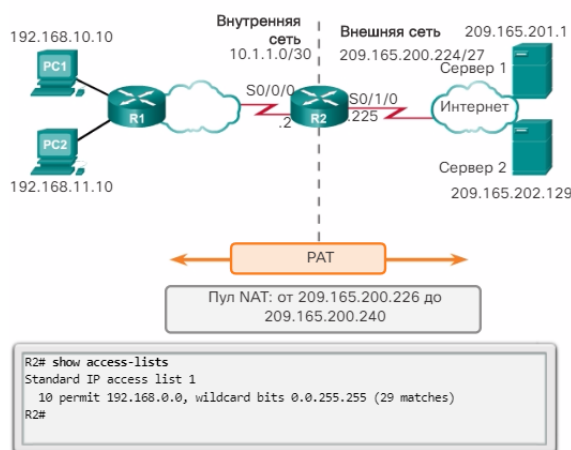 192.168.10.10
PC1
PC2
192.168.11.10
R1
Внутренняя
сеть
10.1.1.0/30
S0/0/0
.2
R2
Внешняя сеть
209.165.200.224/27
S0/1/0
.225
209.165.201.1
Сервер 1
Интернет
Сервер 2
209.165.202.129
PAT
Пул NAT: от 209.165.200.226 до
209.165.200.240
R2# show access-lists
Standard IP access list 1
10 permit 192.168.0.0, wildcard bits 0.0.255.255 (29 matches)
R2#